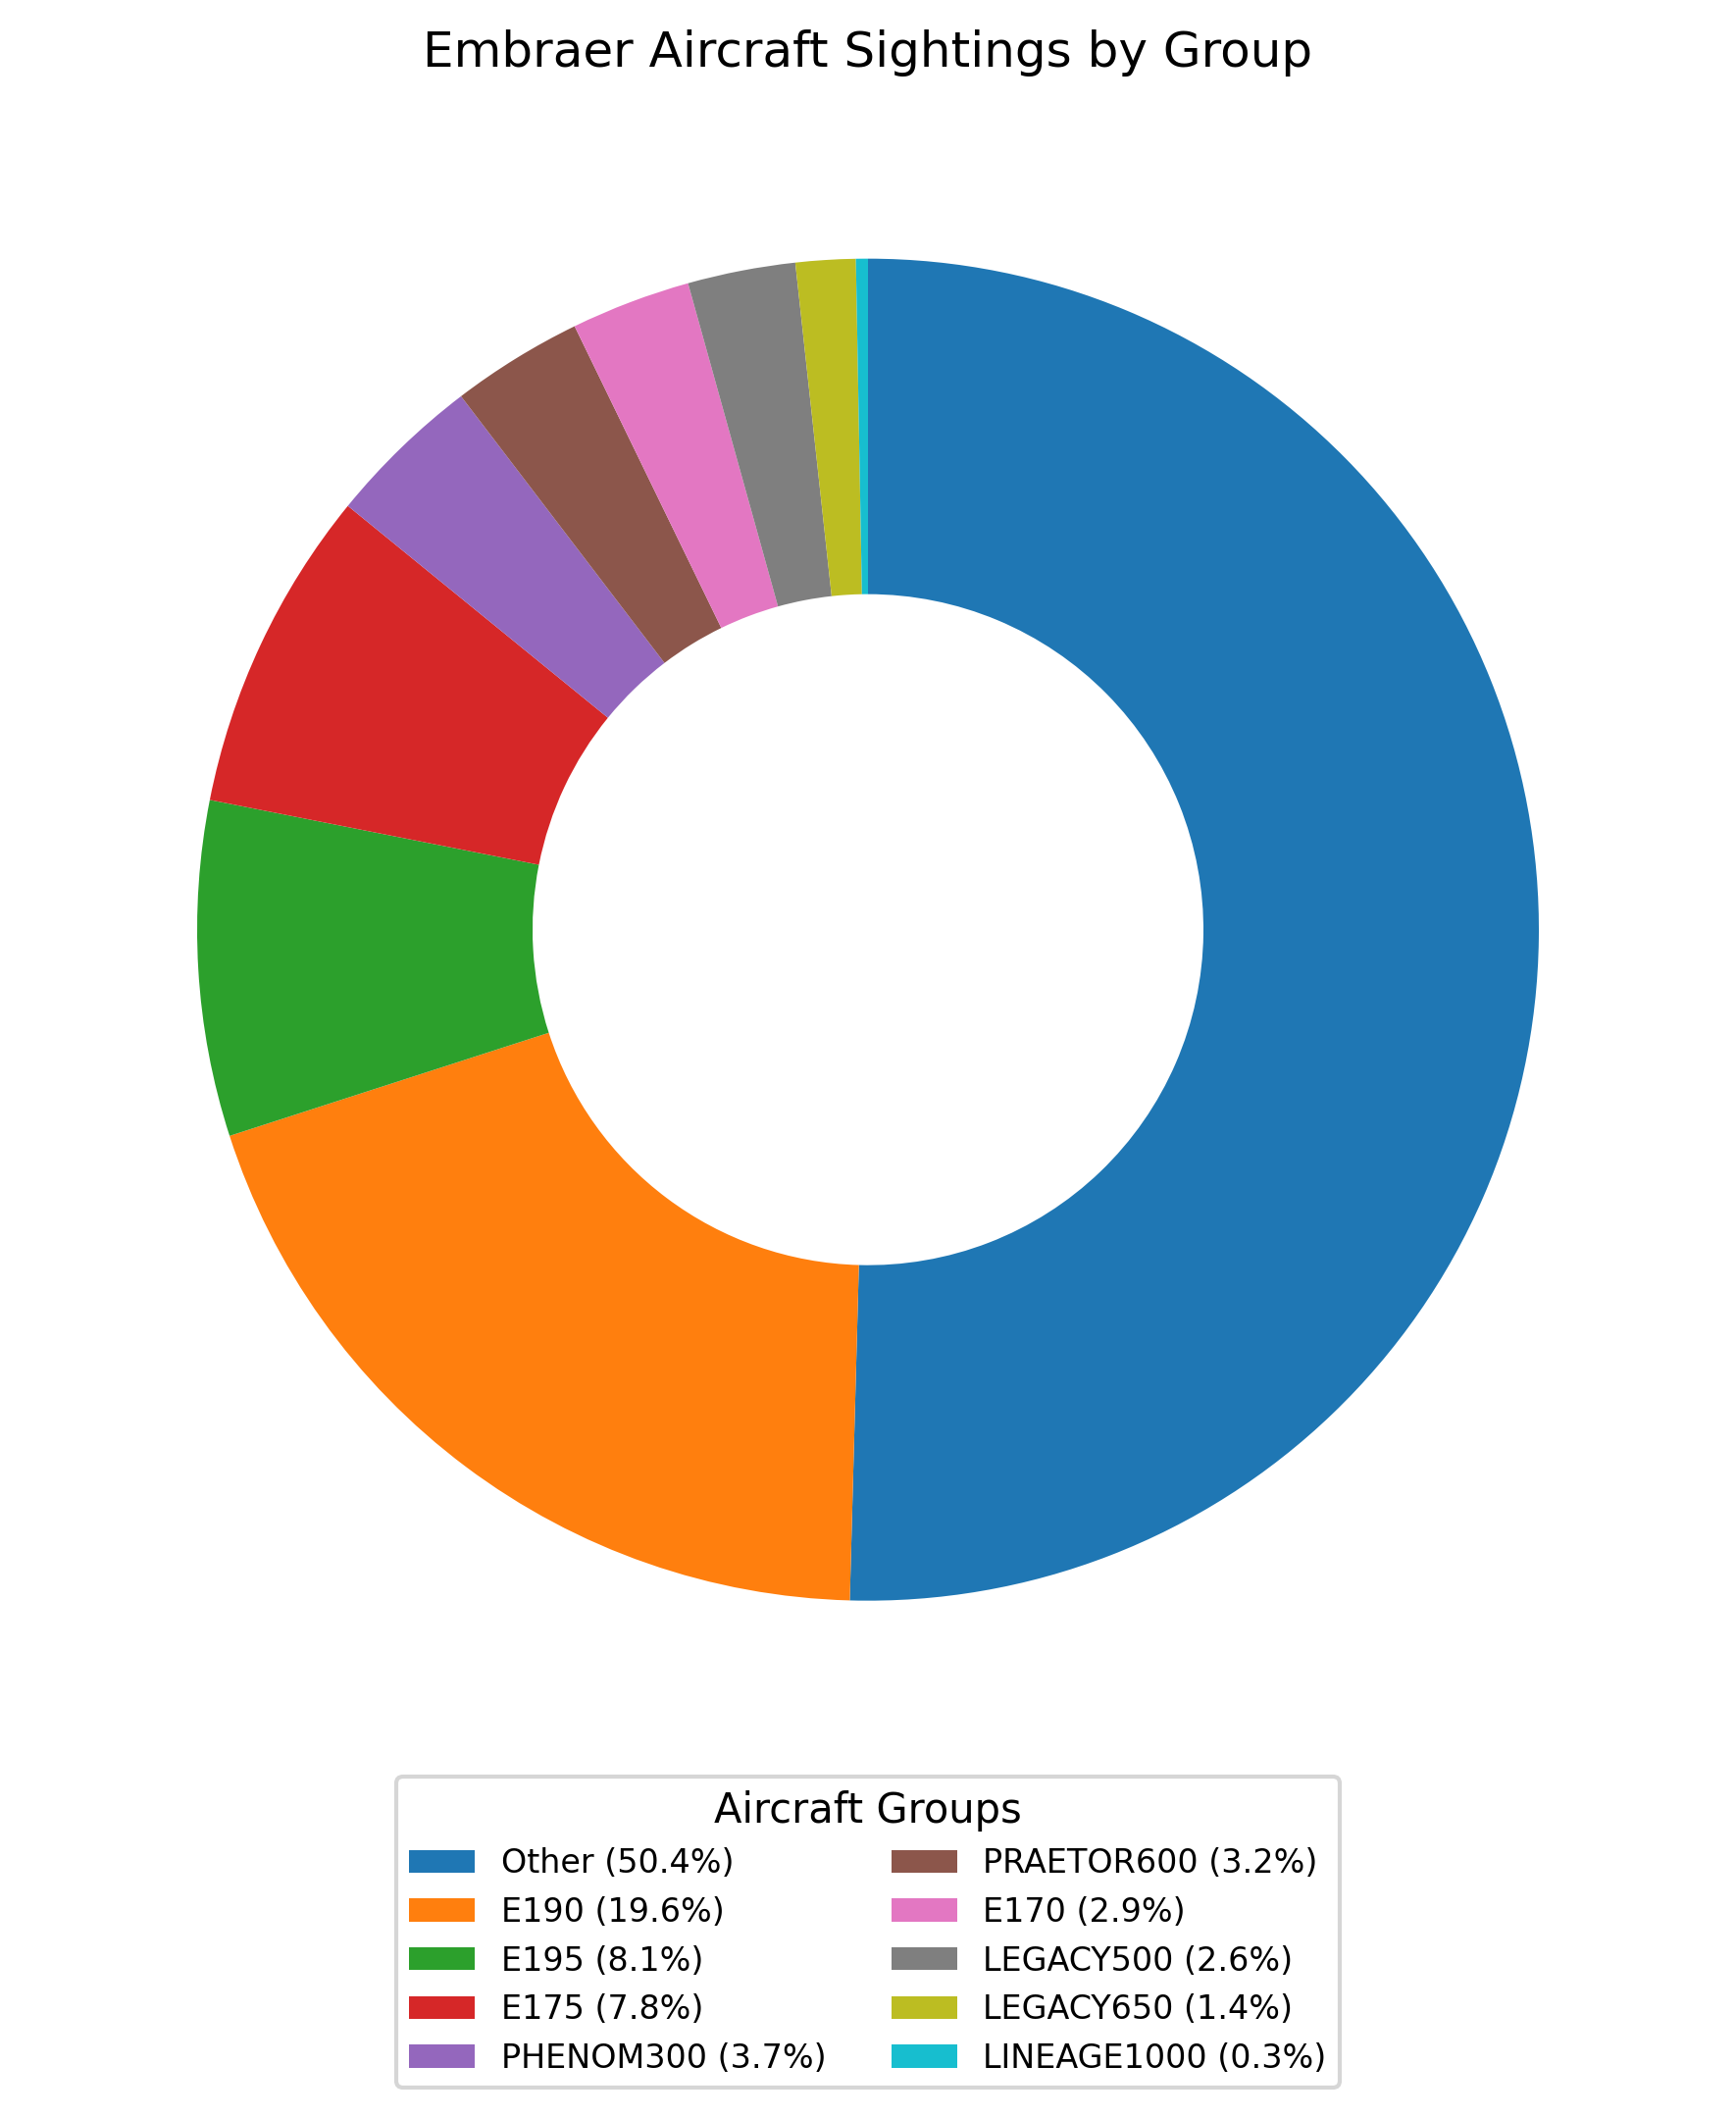 Embraer Aircraft Sightings by Group
Aircraft Groups
Other (50.4%)
E190 (19.6%)
E195 (8.1%)
E175 (7.8%)
PHENOM300 (3.7%)
PRAETOR600 (3.2%)
E170 (2.9%)
LEGACY500 (2.6%)
LEGACY650 (1.4%)
LINEAGE1000 (0.3%)